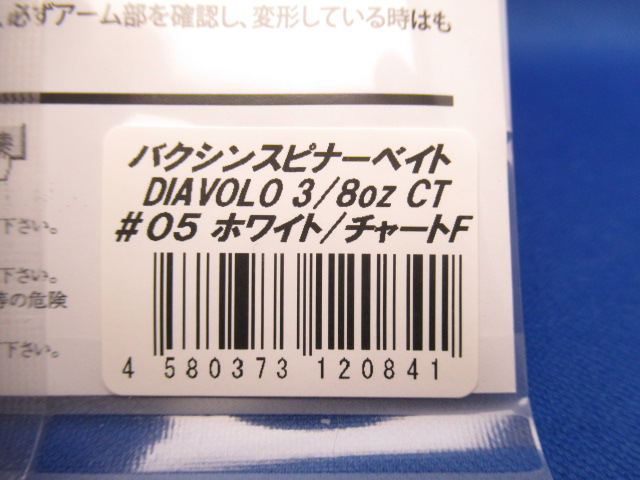 、必ずアーム部を確認し、変形している時はも
下さい。
バクシンスピナーベイト
DIAVOLO 3/8oz CT
#05 ホワイト/チャートF
下さい。
等の危険
下さい。
4 580373 120841